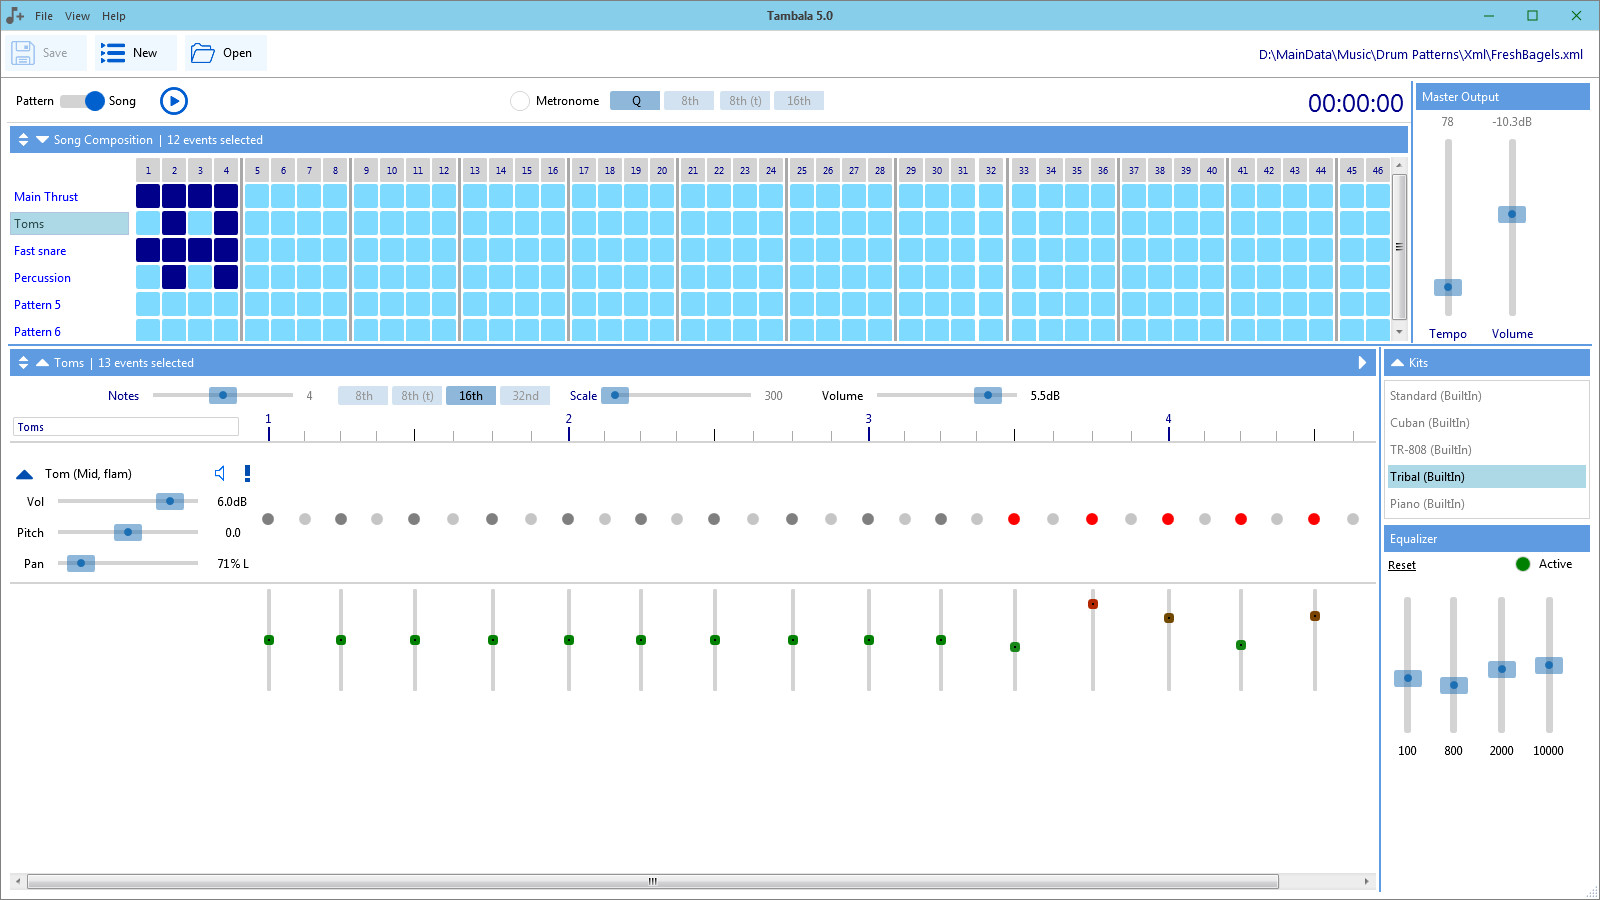 File View Help
Tambala 5.0
Save New Open
D:\MainData\Music\Drum Patterns\Xml\FreshBagels.xml
Pattern Song
Metronome Q 8th 8th (t) 16th
00:00:00
Master Output
78 -10.3dB
Tempo Volume
Song Composition | 12 events selected
1 2 3 4 5 6 7 8 9 10 11 12 13 14 15 16 17 18 19 20 21 22 23 24 25 26 27 28 29 30 31 32 33 34 35 36 37 38 39 40 41 42 43 44 45 46
Main Thrust
Toms
Fast snare
Percussion
Pattern 5
Pattern 6
Toms | 13 events selected
Notes 4 8th 8th (t) 16th 32nd Scale 300 Volume 5.5dB
Toms
1 2 3 4
Tom (Mid, flam)
Vol 6.0dB
Pitch 0.0
Pan 71% L
Kits
Standard (BuiltIn)
Cuban (BuiltIn)
TR-808 (BuiltIn)
Tribal (BuiltIn)
Piano (BuiltIn)
Equalizer
Reset Active
100 800 2000 10000